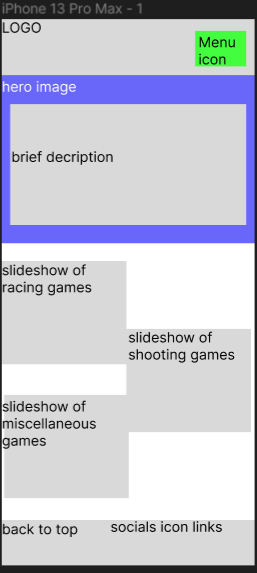 iPhone 13 Pro Max - 1
LOGO
Menu
icon
hero image
brief decription
slideshow of
racing games
slideshow of
shooting games
slideshow of
miscellaneous
games
back to top
socials icon links